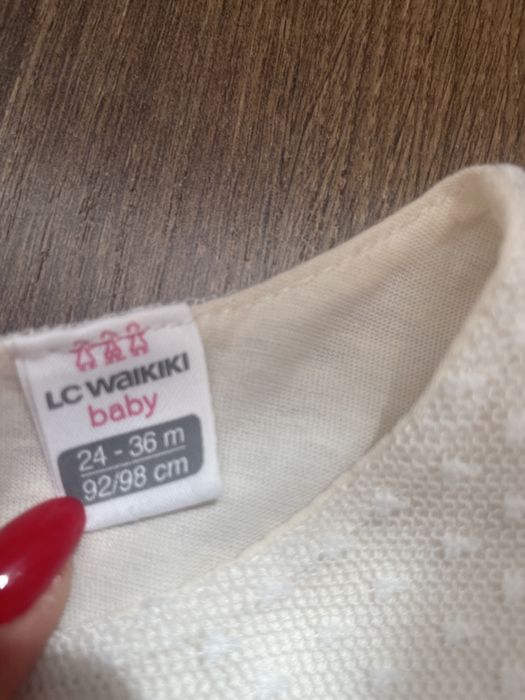 LC WAIKIKI
baby
24 - 36 m
92/98 cm